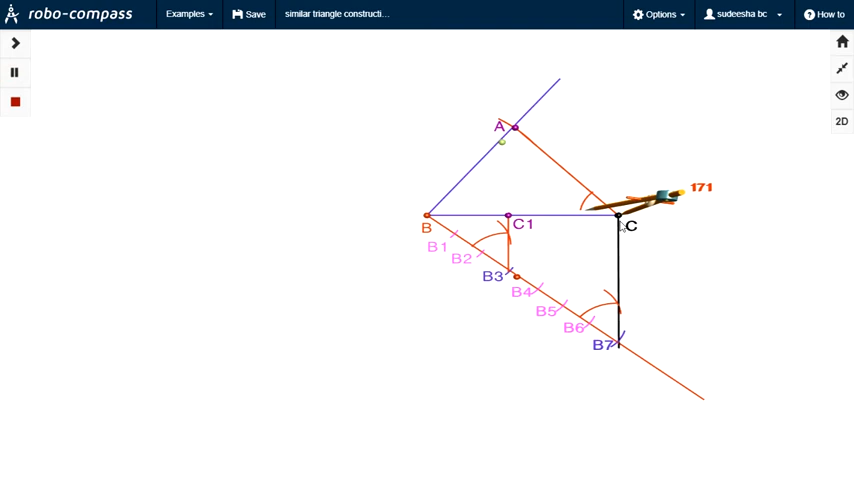 robo-compass Examples Save similar triangle constructi... Options sudeesha bc How to
2D
A
171
B
C1
C
B1
B2
B3
B4
B5
B6
B7